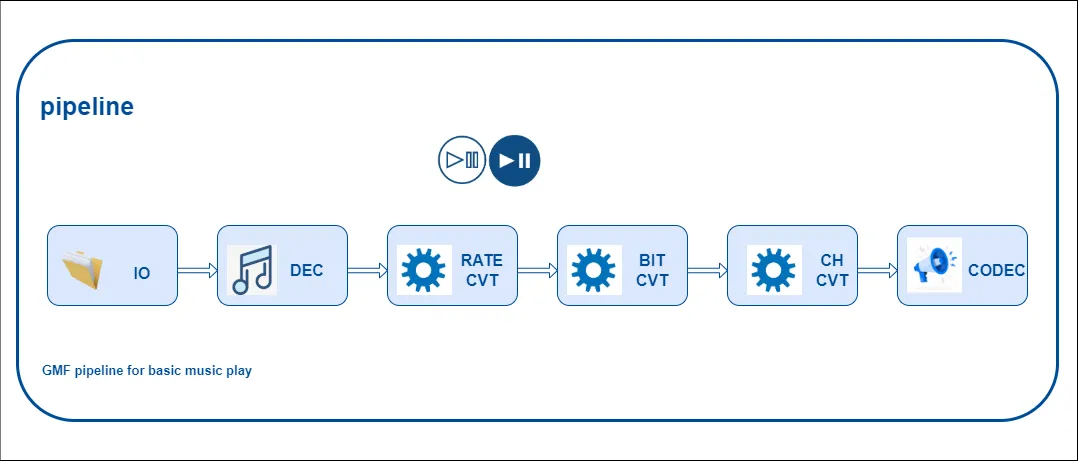 pipeline
IO
DEC
RATE
CVT
BIT
CVT
CH
CVT
CODEC
GMF pipeline for basic music play